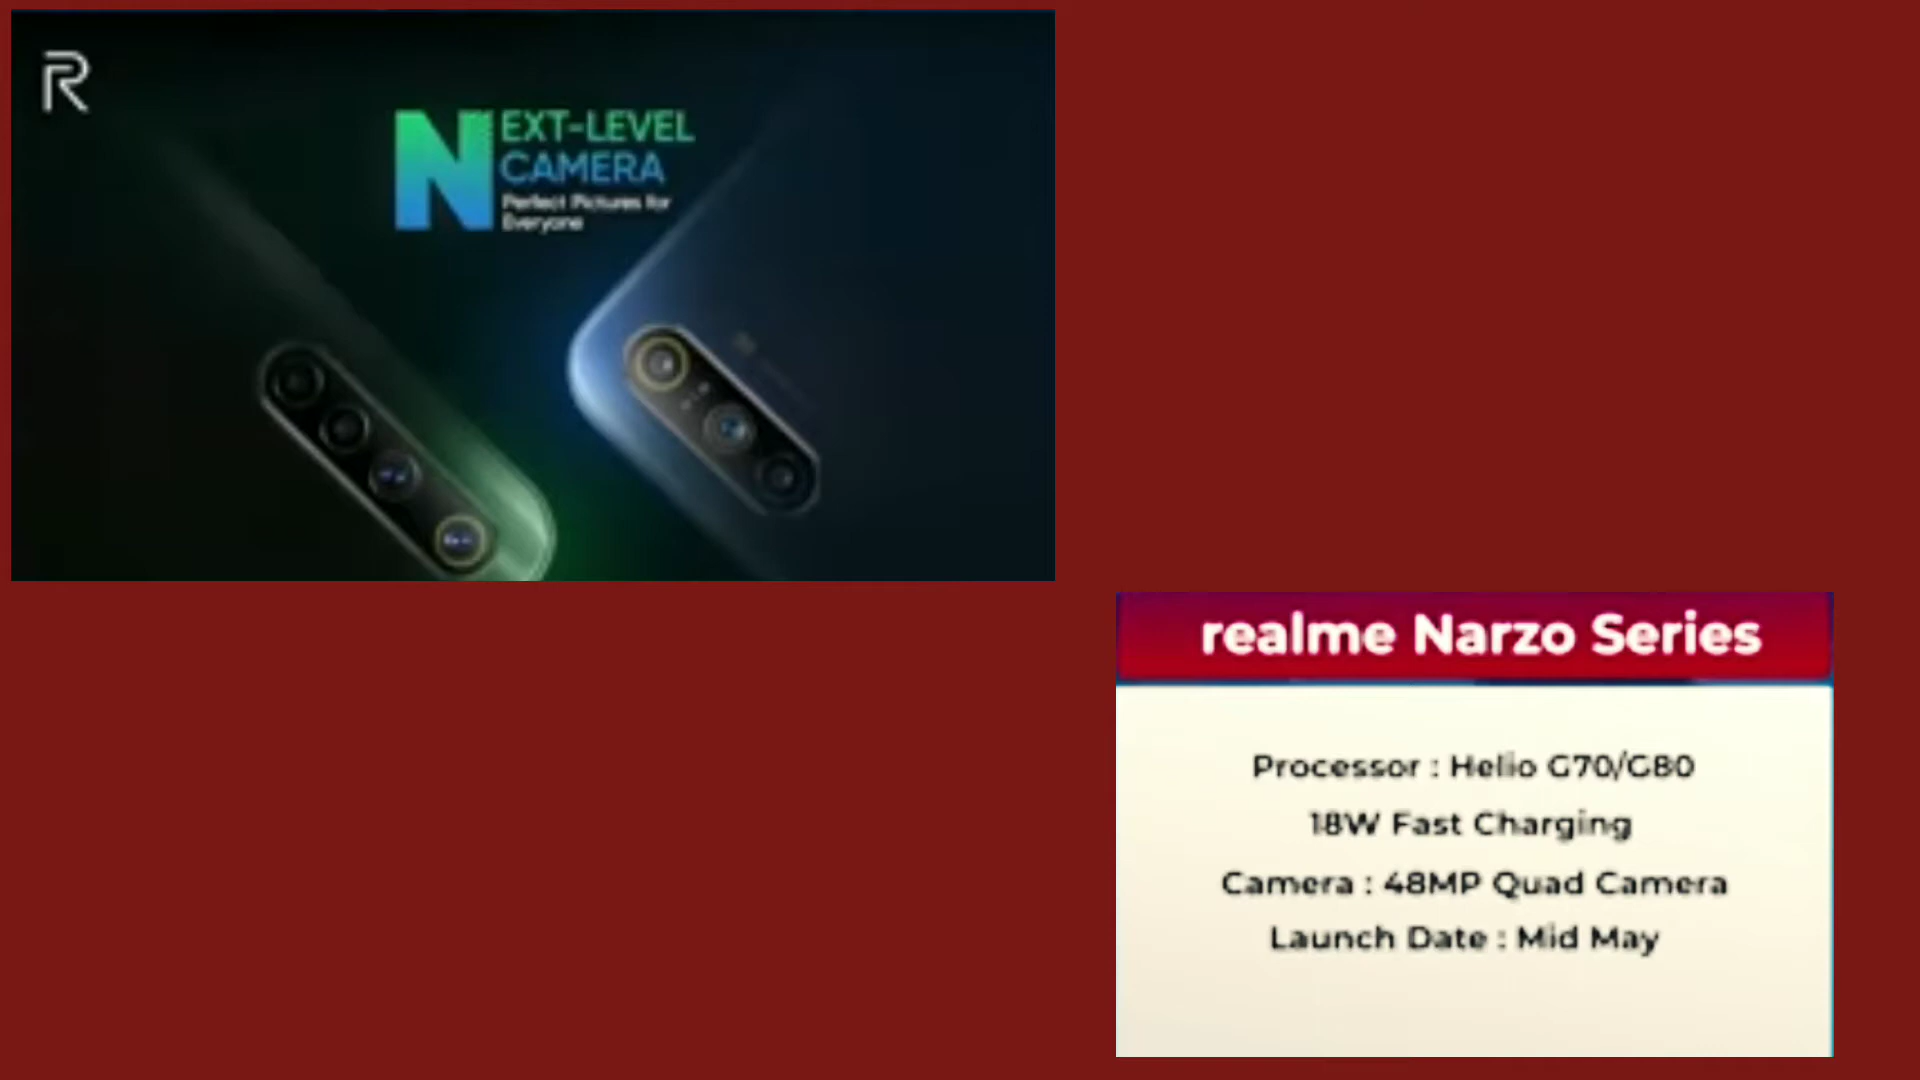 R
NEXT-LEVEL
CAMERA
Perfect Pictures for
Everyone
realme Narzo Series
Processor : Helio G70/G80
18W Fast Charging
Camera : 48MP Quad Camera
Launch Date : Mid May